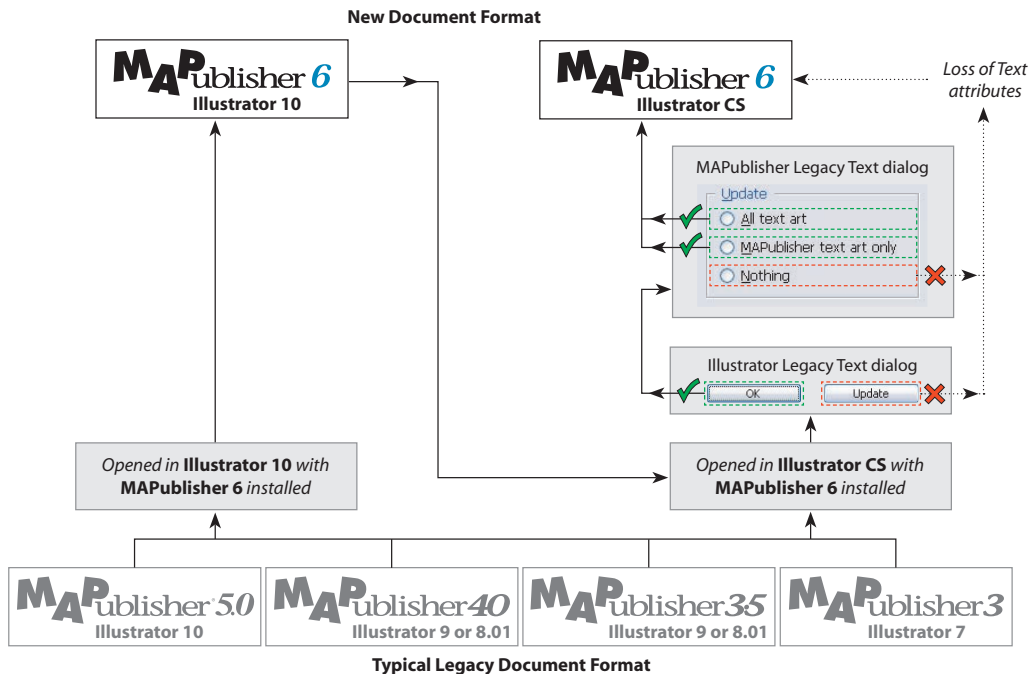 New Document Format
MAPublisher 6
Illustrator 10
MAPublisher 6
Illustrator CS
Loss of Text
attributes
MAPublisher Legacy Text dialog
Update
All text art
MAPublisher text art only
Nothing
Illustrator Legacy Text dialog
OK
Update
Opened in Illustrator 10 with
MAPublisher 6 installed
Opened in Illustrator CS with
MAPublisher 6 installed
MAPublisher® 5.0
Illustrator 10
MAPublisher 4.0
Illustrator 9 or 8.01
MAPublisher 3.5
Illustrator 9 or 8.01
MAPublisher 3
Illustrator 7
Typical Legacy Document Format